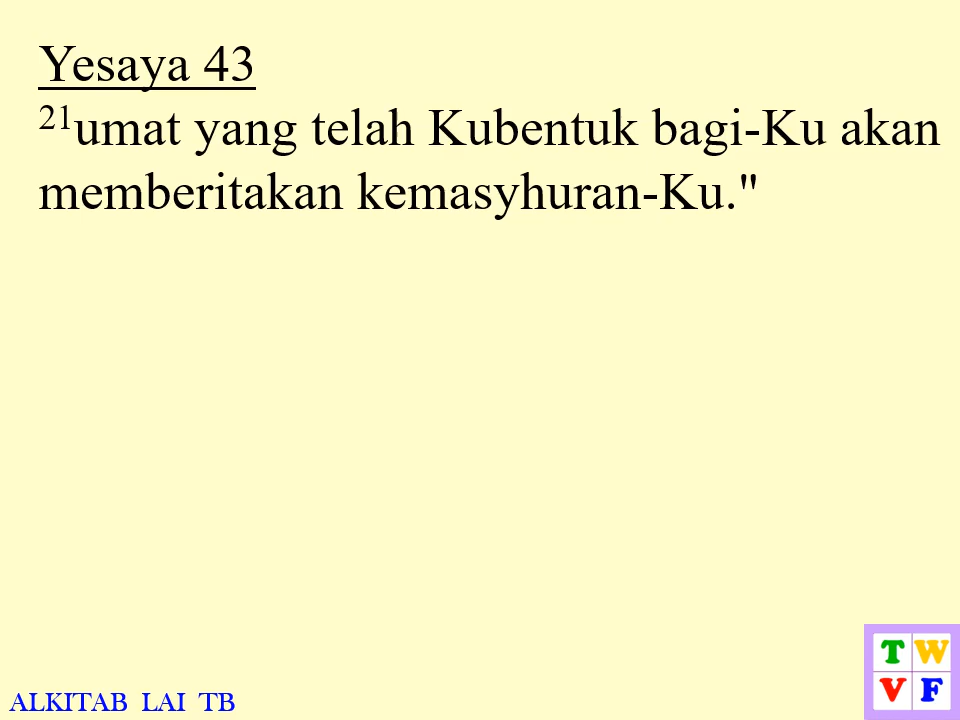 Yesaya 43
21umat yang telah Kubentuk bagi-Ku akan
memberitakan kemasyhuran-Ku."
ALKITAB LAI TB
T W
V F